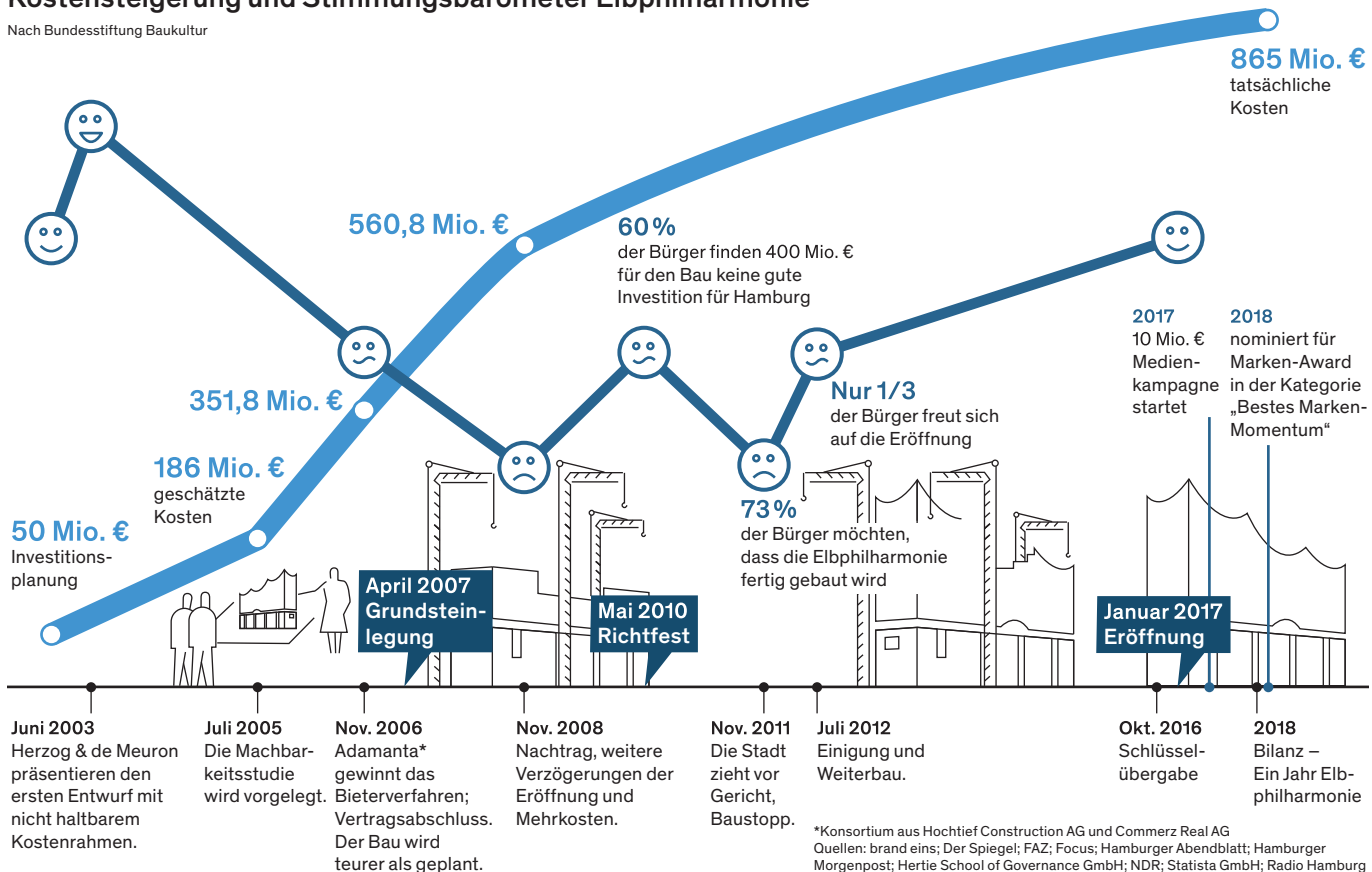 Kostensteigerung und Stimmungsbarometer Elbphilharmonie
Nach Bundesstiftung Baukultur
865 Mio. €
tatsächliche
Kosten
560,8 Mio. €
60 %
der Bürger finden 400 Mio. €
für den Bau keine gute
Investition für Hamburg
351,8 Mio. €
186 Mio. €
geschätzte
Kosten
50 Mio. €
Investitions-
planung
Nur 1/3
der Bürger freut sich
auf die Eröffnung
73 %
der Bürger möchten,
dass die Elbphilharmonie
fertig gebaut wird
2017
10 Mio. €
Medien-
kampagne
startet
2018
nominiert für
Marken-Award
in der Kategorie
„Bestes Marken-
Momentum“
April 2007
Grundstein-
legung
Mai 2010
Richtfest
Januar 2017
Eröffnung
Juni 2003
Herzog & de Meuron
präsentieren den
ersten Entwurf mit
nicht haltbarem
Kostenrahmen.
Juli 2005
Die Machbar-
keitsstudie
wird vorgelegt.
Nov. 2006
Adamanta*
gewinnt das
Bieterverfahren;
Vertragsabschluss.
Der Bau wird
teurer als geplant.
Nov. 2008
Nachtrag, weitere
Verzögerungen der
Eröffnung und
Mehrkosten.
Nov. 2011
Die Stadt
zieht vor
Gericht,
Baustopp.
Juli 2012
Einigung und
Weiterbau.
Okt. 2016
Schlüssel-
übergabe
2018
Bilanz –
Ein Jahr Elb-
philharmonie
*Konsortium aus Hochtief Construction AG und Commerz Real AG
Quellen: brand eins; Der Spiegel; FAZ; Focus; Hamburger Abendblatt; Hamburger
Morgenpost; Hertie School of Governance GmbH; NDR; Statista GmbH; Radio Hamburg